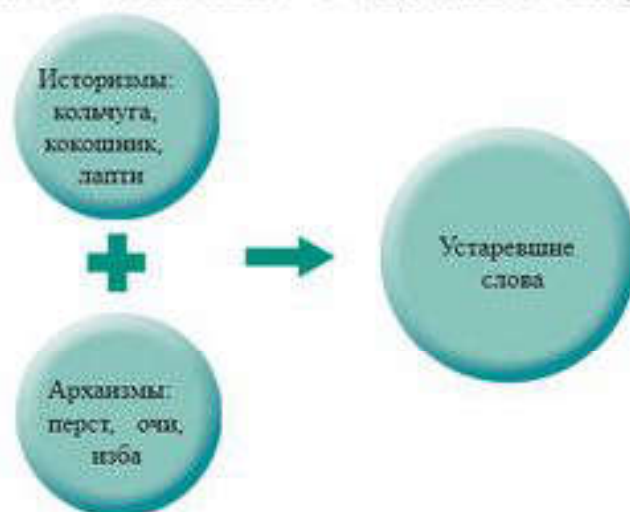 Историзмы:
кольчуга,
кокошник,
лапти
Устаревшие
слова
Архаизмы:
перст, очи,
изба